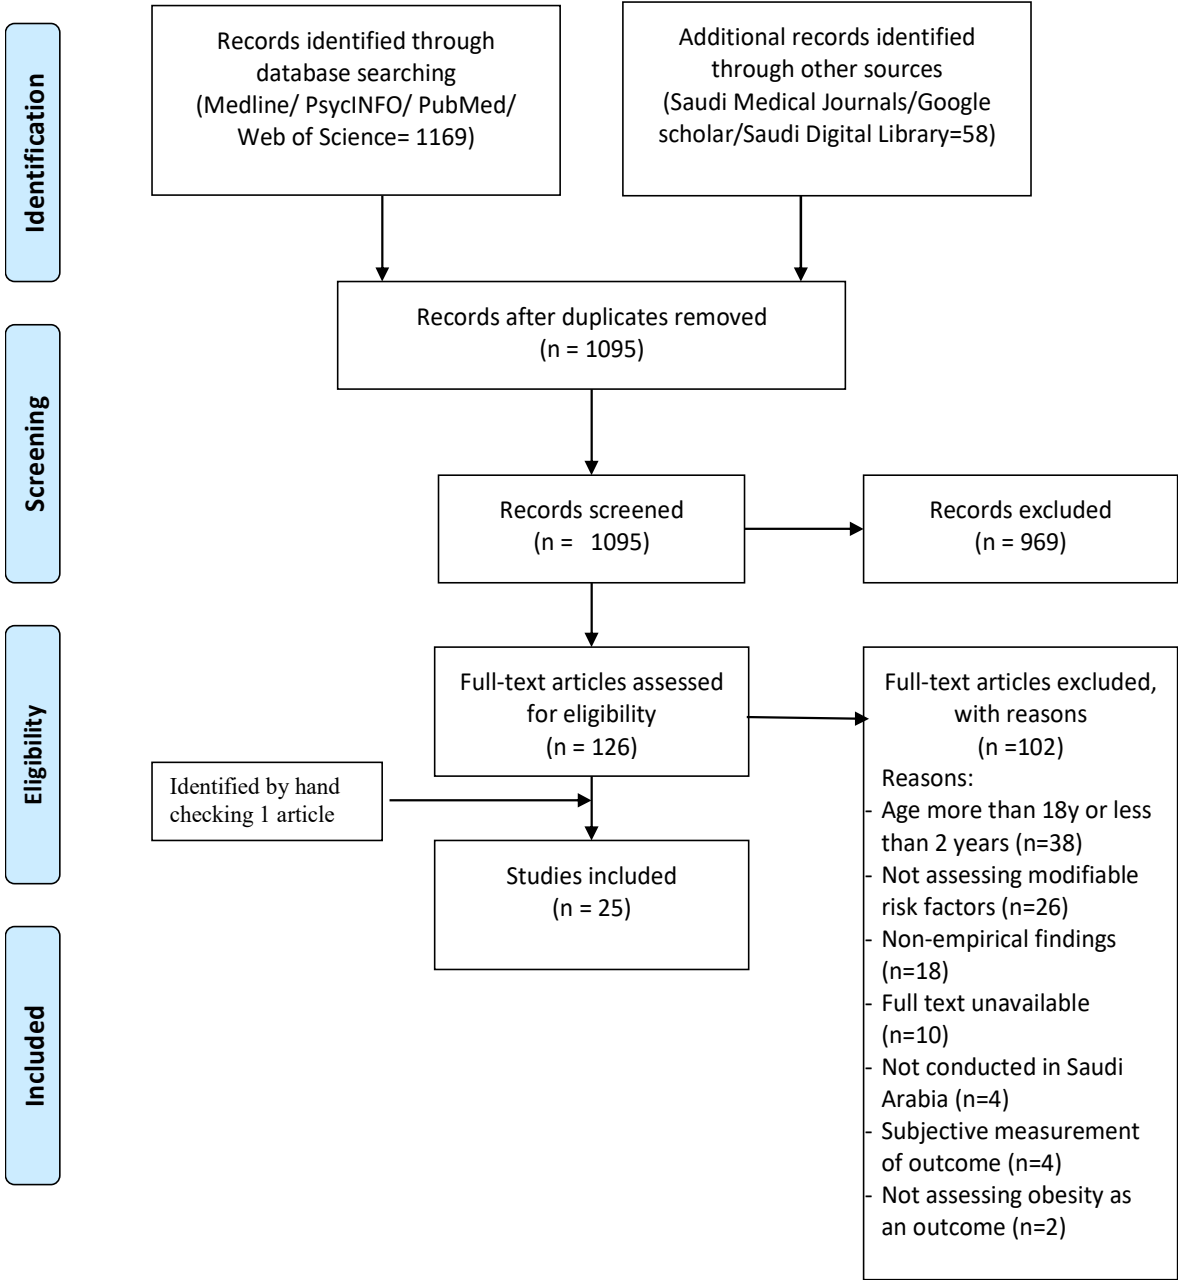 Identification
Records identified through
database searching
(Medline/ PsycINFO/ PubMed/
Web of Science= 1169)
Additional records identified
through other sources
(Saudi Medical Journals/Google
scholar/Saudi Digital Library=58)
Records after duplicates removed
(n = 1095)
Screening
Records screened
(n = 1095)
Records excluded
(n = 969)
Eligibility
Full-text articles assessed
for eligibility
(n = 126)
Full-text articles excluded,
with reasons
(n =102)
Reasons:
- Age more than 18y or less
than 2 years (n=38)
- Not assessing modifiable
risk factors (n=26)
- Non-empirical findings
(n=18)
- Full text unavailable
(n=10)
- Not conducted in Saudi
Arabia (n=4)
- Subjective measurement
of outcome (n=4)
- Not assessing obesity as
an outcome (n=2)
Identified by hand
checking 1 article
Studies included
(n = 25)
Included